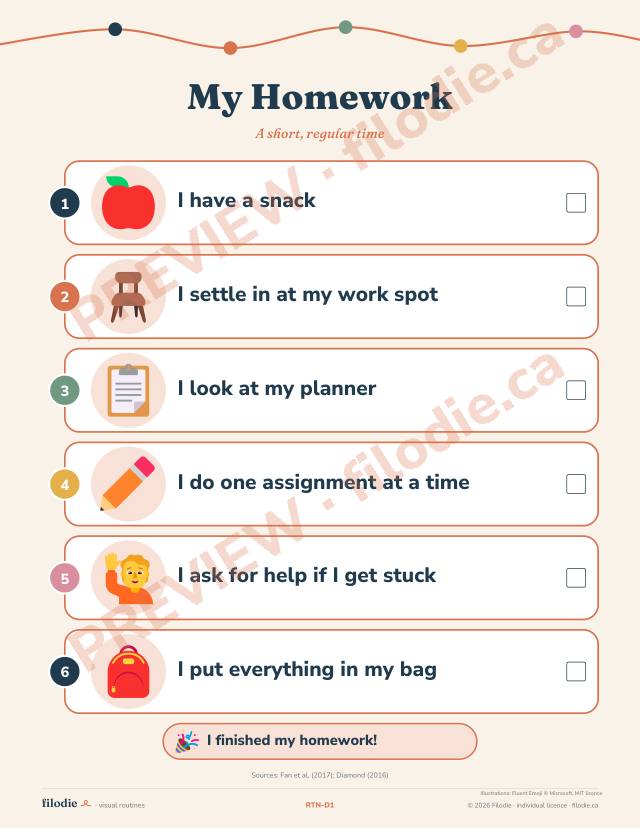 My Homework
A short, regular time
1 I have a snack
2 I settle in at my work spot
3 I look at my planner
4 I do one assignment at a time
5 I ask for help if I get stuck
6 I put everything in my bag
I finished my homework!
Sources: Fan et al. (2017); Diamond (2016)
Illustrations: Fluent Emoji © Microsoft, MIT licence
filodie · visual routines
RTN-D1
© 2026 Filodie · individual licence · filodie.ca
PREVIEW · filodie.ca
PREVIEW · filodie.ca